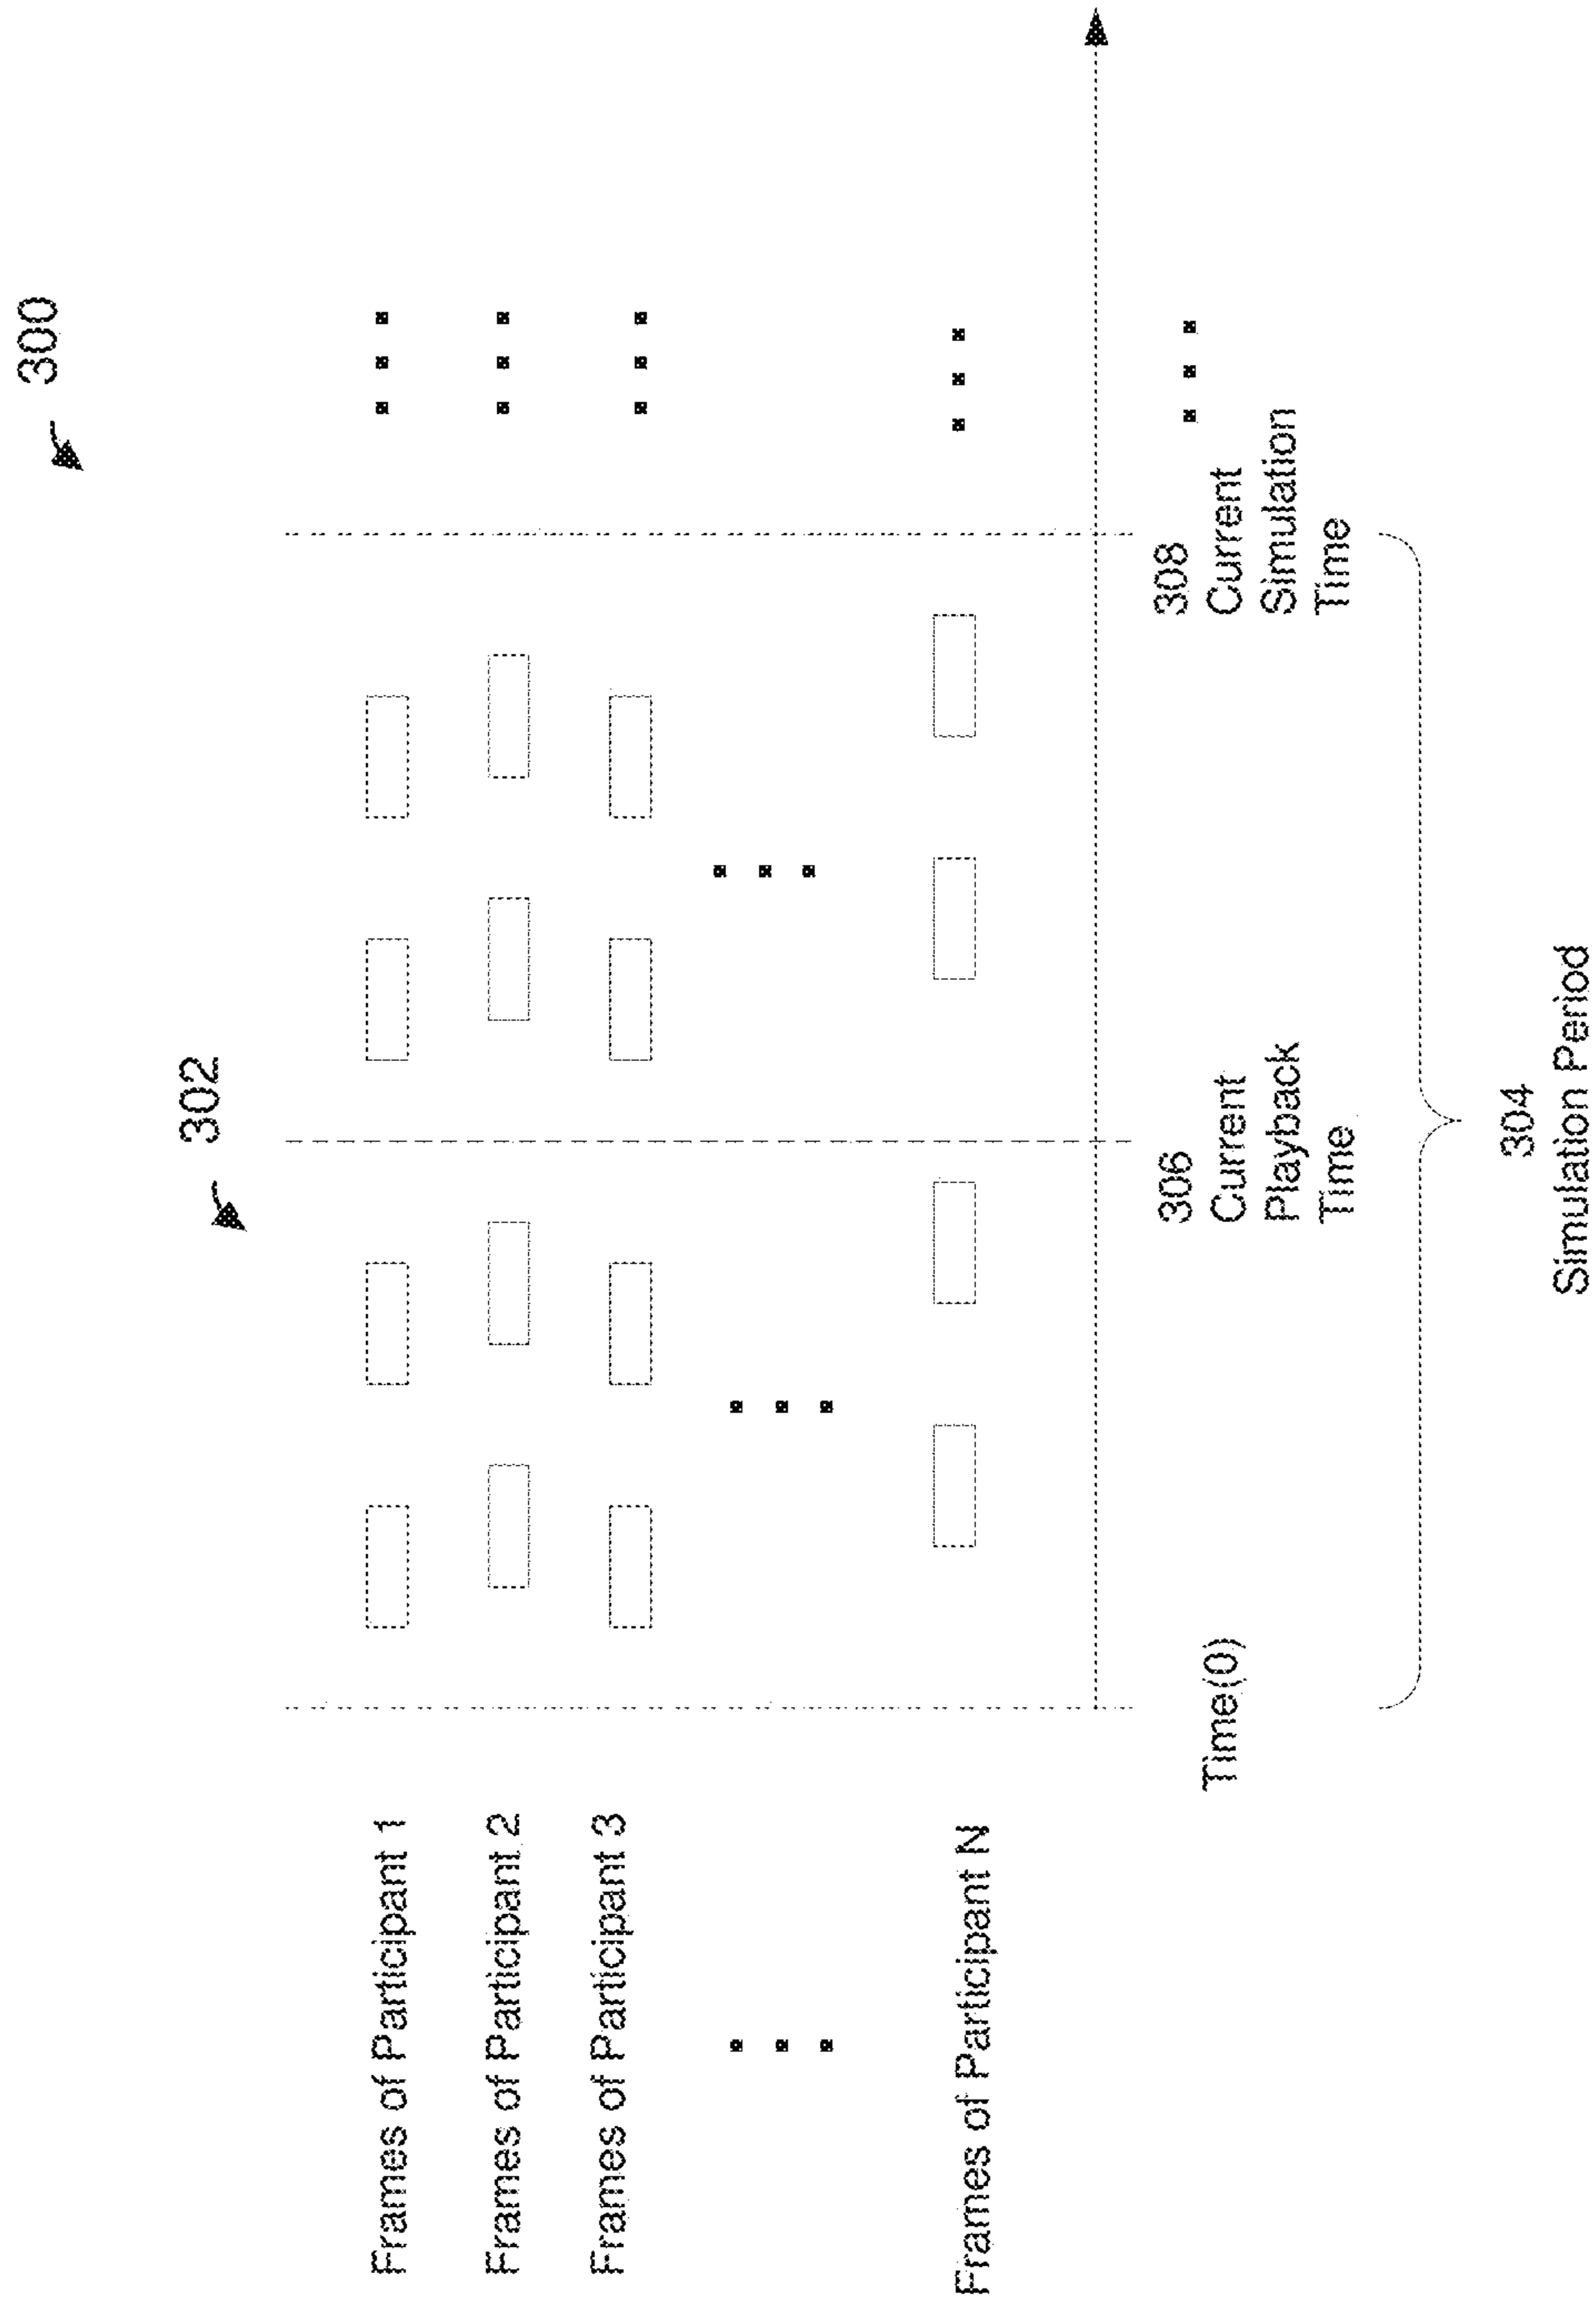 300
302
Frames of Participant 1
Frames of Participant 2
Frames of Participant 3
Frames of Participant N
Time(0)
306
Current
Playback
Time
308
Current
Simulation
Time
304
Simulation Period